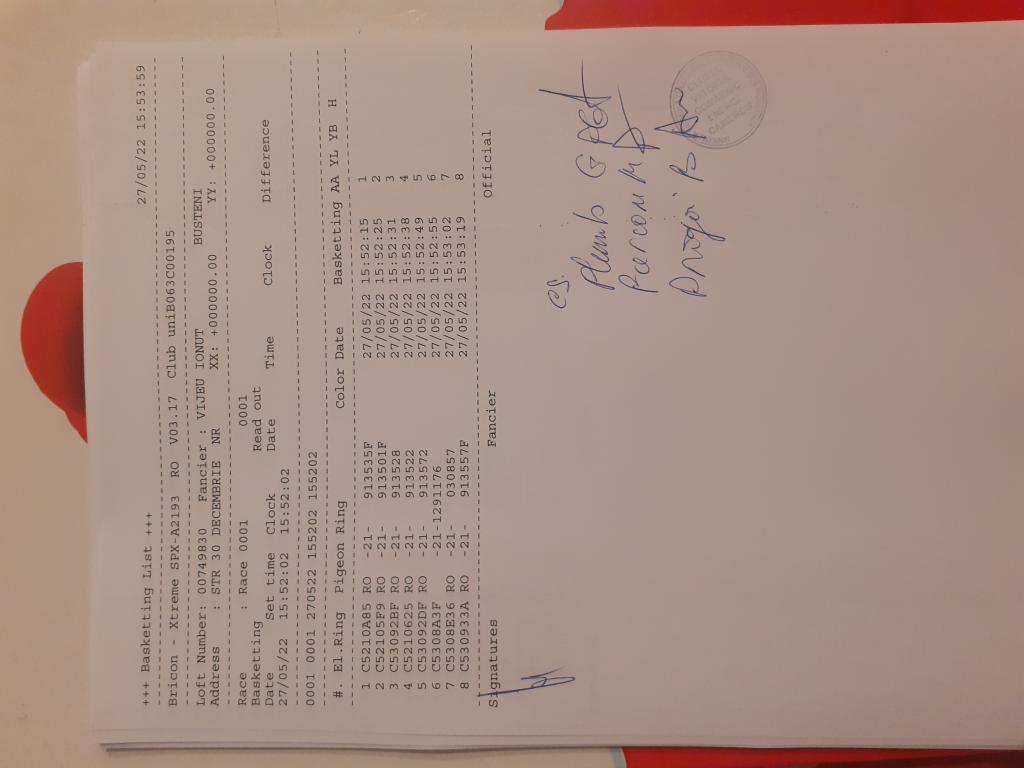 +++ Basketting List +++ 27/05/22 15:53:59
Bricon - Xtreme SPX-A2193 RO V03.17 Club uniB063C00195
Loft Number: 00749830 Fancier : VIJEU IONUT BUSTENI
Address : STR 30 DECEMBRIE NR XX: +000000.00 YY: +000000.00
Race : Race 0001 0001
Basketting Read out
Date Set time Clock Date Time Clock Difference
27/05/22 15:52:02 15:52:02
0001 0001 270522 155202 155202
#. El.Ring Pigeon Ring Color Date Basketting AA YL YB H
1 C5210A85 RO -21- 913535F 27/05/22 15:52:15 1
2 C52105F9 RO -21- 913501F 27/05/22 15:52:25 2
3 C53092BF RO -21- 913528 27/05/22 15:52:31 3
4 C5210625 RO -21- 913522 27/05/22 15:52:38 4
5 C53092DF RO -21- 913572 27/05/22 15:52:49 5
6 C5308A3F RO -21-1291176 27/05/22 15:52:55 6
7 C5308E36 RO -21- 030857 27/05/22 15:53:02 7
8 C530933A RO -21- 913557F 27/05/22 15:53:19 8
Signatures Fancier Official